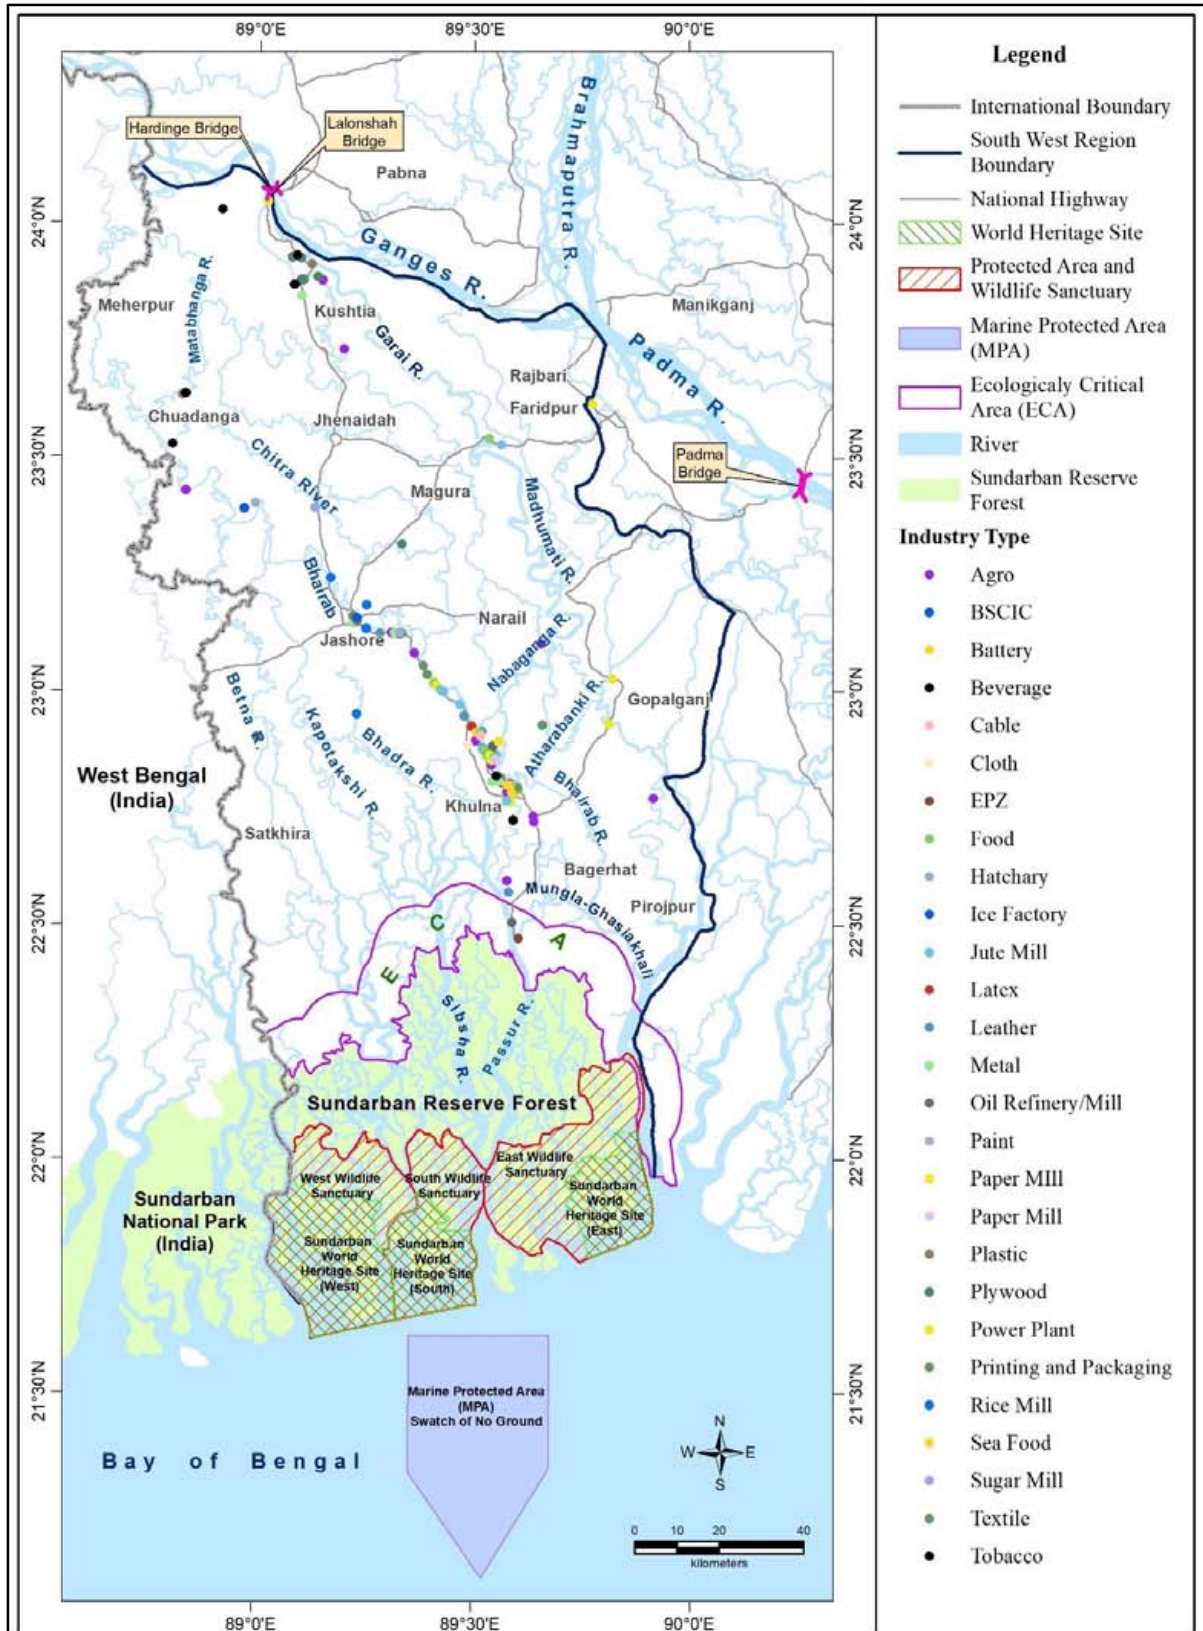 89°0'E
89°30'E
90°0'E
Hardinge Bridge
Lalonshah
Bridge
Pabna
Brahmaputra R.
24°0'N
24°0'N
Ganges R.
Meherpur
Matabhanga R.
Kushtia
Garai R.
Manikganj
Padma R.
Rajbari
Faridpur
Chuadanga
Jhenaidah
23°30'N
23°30'N
Chitra River
Magura
Madhumati R.
Padma
Bridge
Bhairab
Narail
Jashore
Nabaganga R.
23°0'N
23°0'N
Betna R.
Kapotakshi R.
Bhadra R.
Atharabanki R.
Gopalganj
West Bengal
(India)
Khulna
Bhairab R.
Satkhira
Bagerhat
Mungla-Ghasiakhali
Pirojpur
22°30'N
22°30'N
E C A
Sibsha R.
Passur R.
Sundarban Reserve Forest
22°0'N
22°0'N
West Wildlife
Sanctuary
South Wildlife
Sanctuary
East Wildlife
Sanctuary
Sundarban
World
Heritage Site
(East)
Sundarban
National Park
(India)
Sundarban
World
Heritage Site
(West)
Sundarban
World
Heritage Site
(South)
21°30'N
21°30'N
Marine Protected Area
(MPA)
Swatch of No Ground
Bay of Bengal
N
W E
S
0 10 20 40
kilometers
89°0'E
89°30'E
90°0'E
Legend
International Boundary
South West Region
Boundary
National Highway
World Heritage Site
Protected Area and
Wildlife Sanctuary
Marine Protected Area
(MPA)
Ecologicaly Critical
Area (ECA)
River
Sundarban Reserve
Forest
Industry Type
Agro
BSCIC
Battery
Beverage
Cable
Cloth
EPZ
Food
Hatchary
Ice Factory
Jute Mill
Latex
Leather
Metal
Oil Refinery/Mill
Paint
Paper MIll
Paper Mill
Plastic
Plywood
Power Plant
Printing and Packaging
Rice Mill
Sea Food
Sugar Mill
Textile
Tobacco